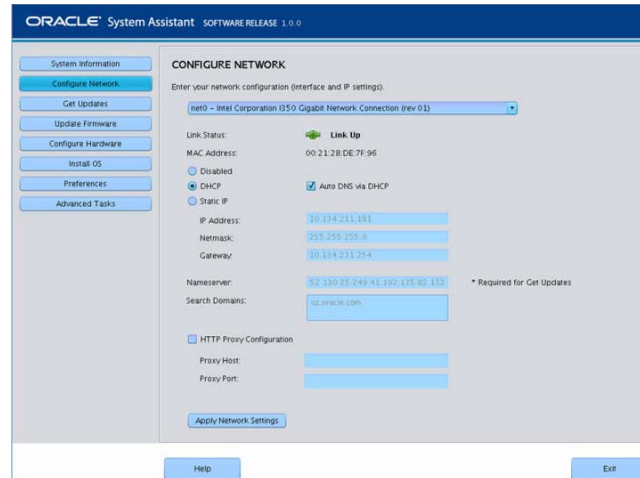 ORACLE System Assistant SOFTWARE RELEASE 1.0.0
System Information
Configure Network
Get Updates
Update Firmware
Configure Hardware
Install OS
Preferences
Advanced Tasks
CONFIGURE NETWORK
Enter your network configuration (interface and IP settings).
net0 – Intel Corporation I350 Gigabit Network Connection (rev 01)
Link Status: Link Up
MAC Address: 00:21:28:DE:7F:96
Disabled
DHCP Auto DNS via DHCP
Static IP
IP Address: 10.134.211.181
Netmask: 255.255.255.0
Gateway: 10.134.211.254
Nameserver: * Required for Get Updates
Search Domains: us.oracle.com
HTTP Proxy Configuration
Proxy Host:
Proxy Port:
Apply Network Settings
Help
Exit